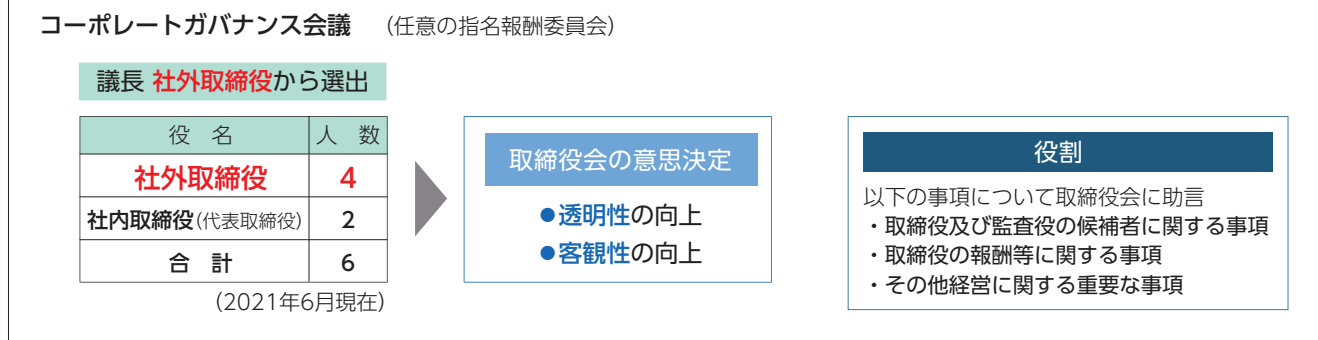 コーポレートガバナンス会議 （任意の指名報酬委員会）
議長 社外取締役から選出
役 名 人 数
社外取締役 4
社内取締役(代表取締役) 2
合 計 6
（2021年6月現在）
取締役会の意思決定
●透明性の向上
●客観性の向上
役割
以下の事項について取締役会に助言
・取締役及び監査役の候補者に関する事項
・取締役の報酬等に関する事項
・その他経営に関する重要な事項